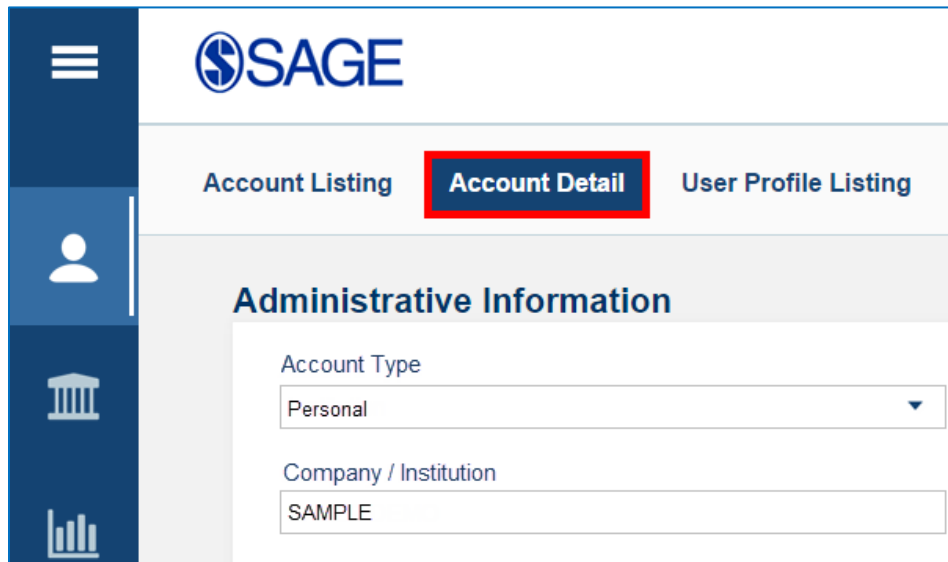 SAGE
Account Listing Account Detail User Profile Listing
Administrative Information
Account Type
Personal
Company / Institution
SAMPLE